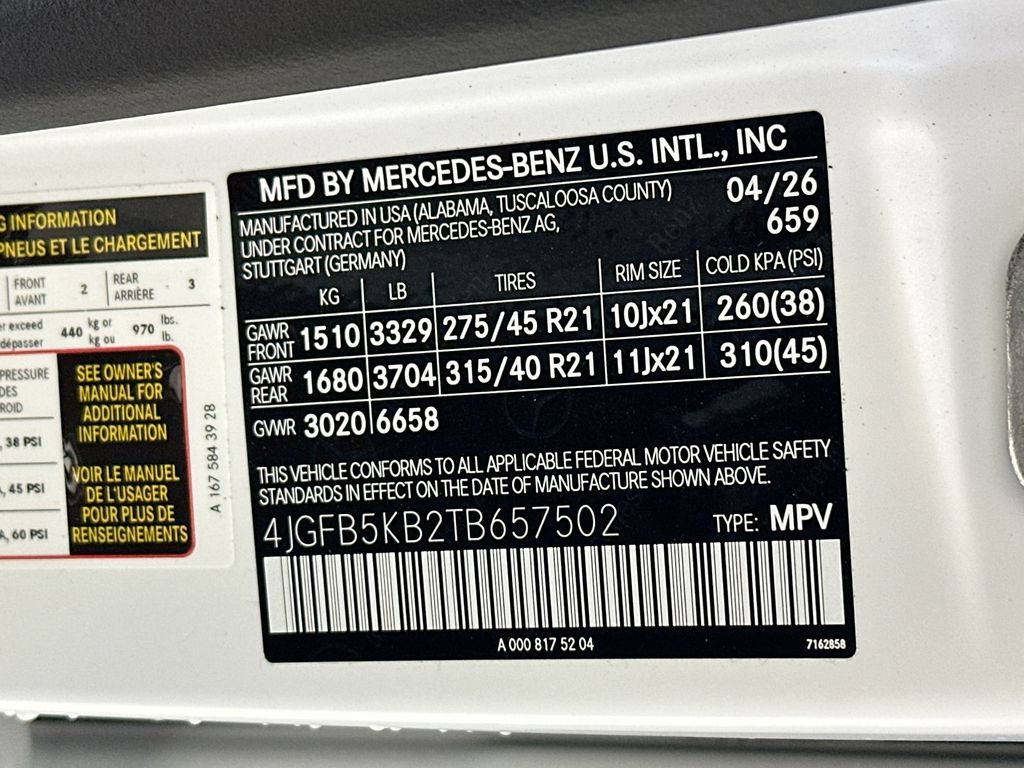 MFD BY MERCEDES-BENZ U.S. INTL., INC
MANUFACTURED IN USA (ALABAMA, TUSCALOOSA COUNTY)
UNDER CONTRACT FOR MERCEDES-BENZ AG,
STUTTGART (GERMANY)
04/26
659
KG LB TIRES RIM SIZE COLD KPA (PSI)
GAWR FRONT 1510 3329 275/45 R21 10Jx21 260(38)
GAWR REAR 1680 3704 315/40 R21 11Jx21 310(45)
GVWR 3020 6658
THIS VEHICLE CONFORMS TO ALL APPLICABLE FEDERAL MOTOR VEHICLE SAFETY
STANDARDS IN EFFECT ON THE DATE OF MANUFACTURE SHOWN ABOVE.
4JGFB5KB2TB657502 TYPE: MPV
A 000 817 52 04 7162858
INFORMATION
PNEUS ET LE CHARGEMENT
FRONT 2 REAR 3
AVANT ARRIÈRE
exceed 440 kg or 970 lbs.
dépasser kg ou lb.
PRESSURE
38 PSI
45 PSI
60 PSI
SEE OWNER'S
MANUAL FOR
ADDITIONAL
INFORMATION
VOIR LE MANUEL
DE L'USAGER
POUR PLUS DE
RENSEIGNEMENTS
A 167 584 39 28